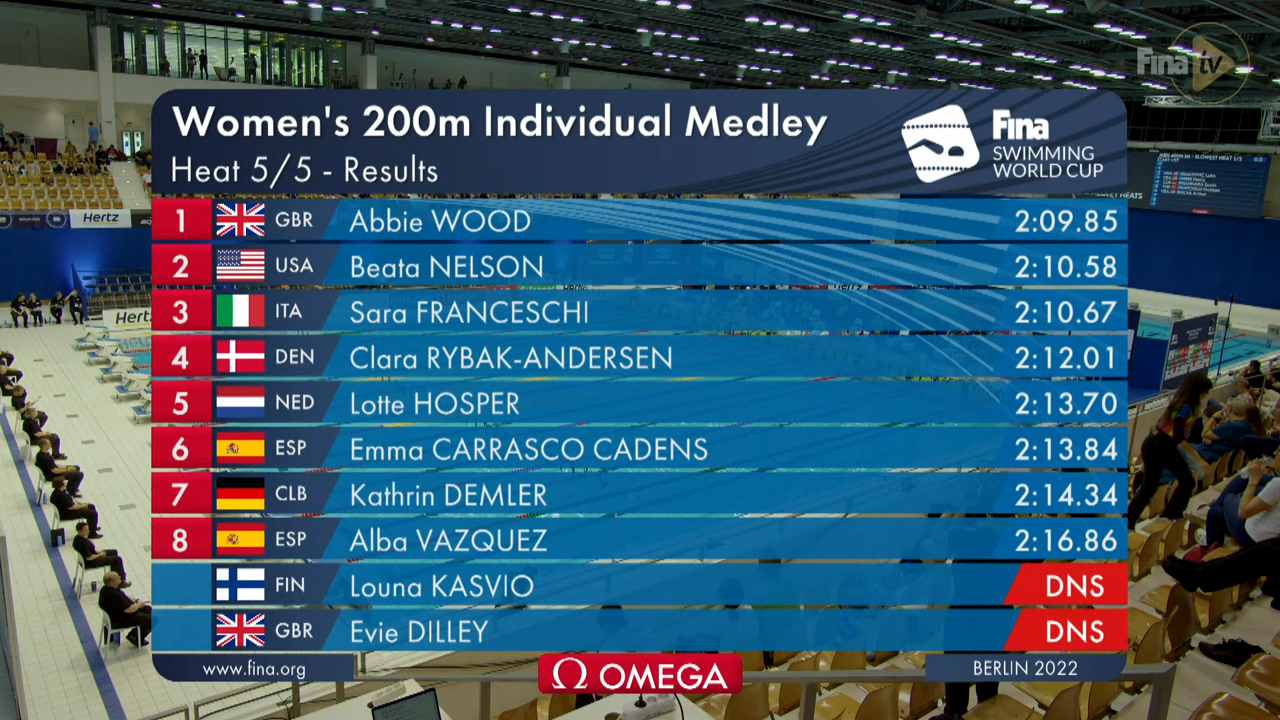 Fina tv
Women's 200m Individual Medley
Heat 5/5 - Results
Fina
SWIMMING
WORLD CUP
1 GBR Abbie WOOD 2:09.85
2 USA Beata NELSON 2:10.58
3 ITA Sara FRANCESCHI 2:10.67
4 DEN Clara RYBAK-ANDERSEN 2:12.01
5 NED Lotte HOSPER 2:13.70
6 ESP Emma CARRASCO CADENS 2:13.84
7 CLB Kathrin DEMLER 2:14.34
8 ESP Alba VAZQUEZ 2:16.86
FIN Louna KASVIO DNS
GBR Evie DILLEY DNS
www.fina.org
Ω OMEGA
BERLIN 2022
Hertz
Hertz